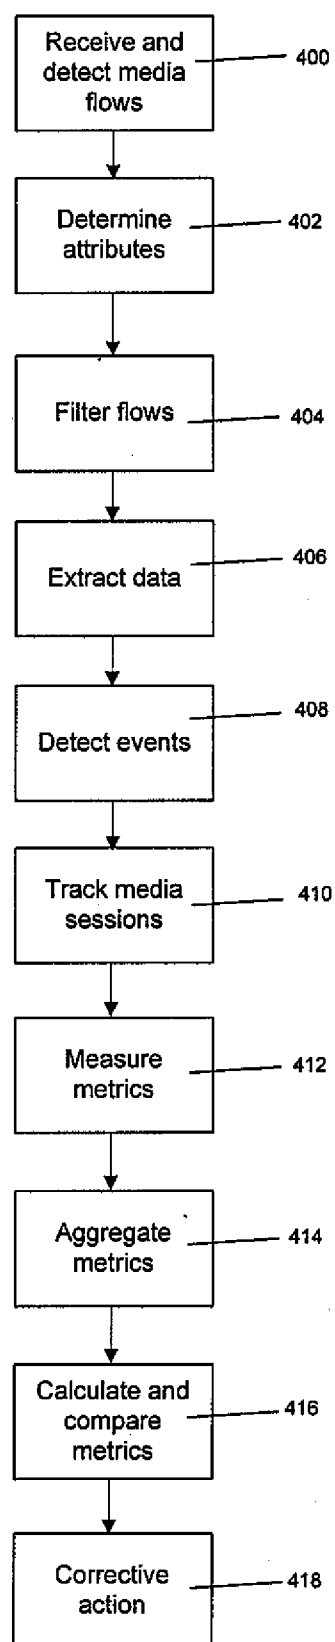 Receive and
detect media
flows
400
Determine
attributes
402
Filter flows
404
Extract data
406
Detect events
408
Track media
sessions
410
Measure
metrics
412
Aggregate
metrics
414
Calculate and
compare
metrics
416
Corrective
action
418